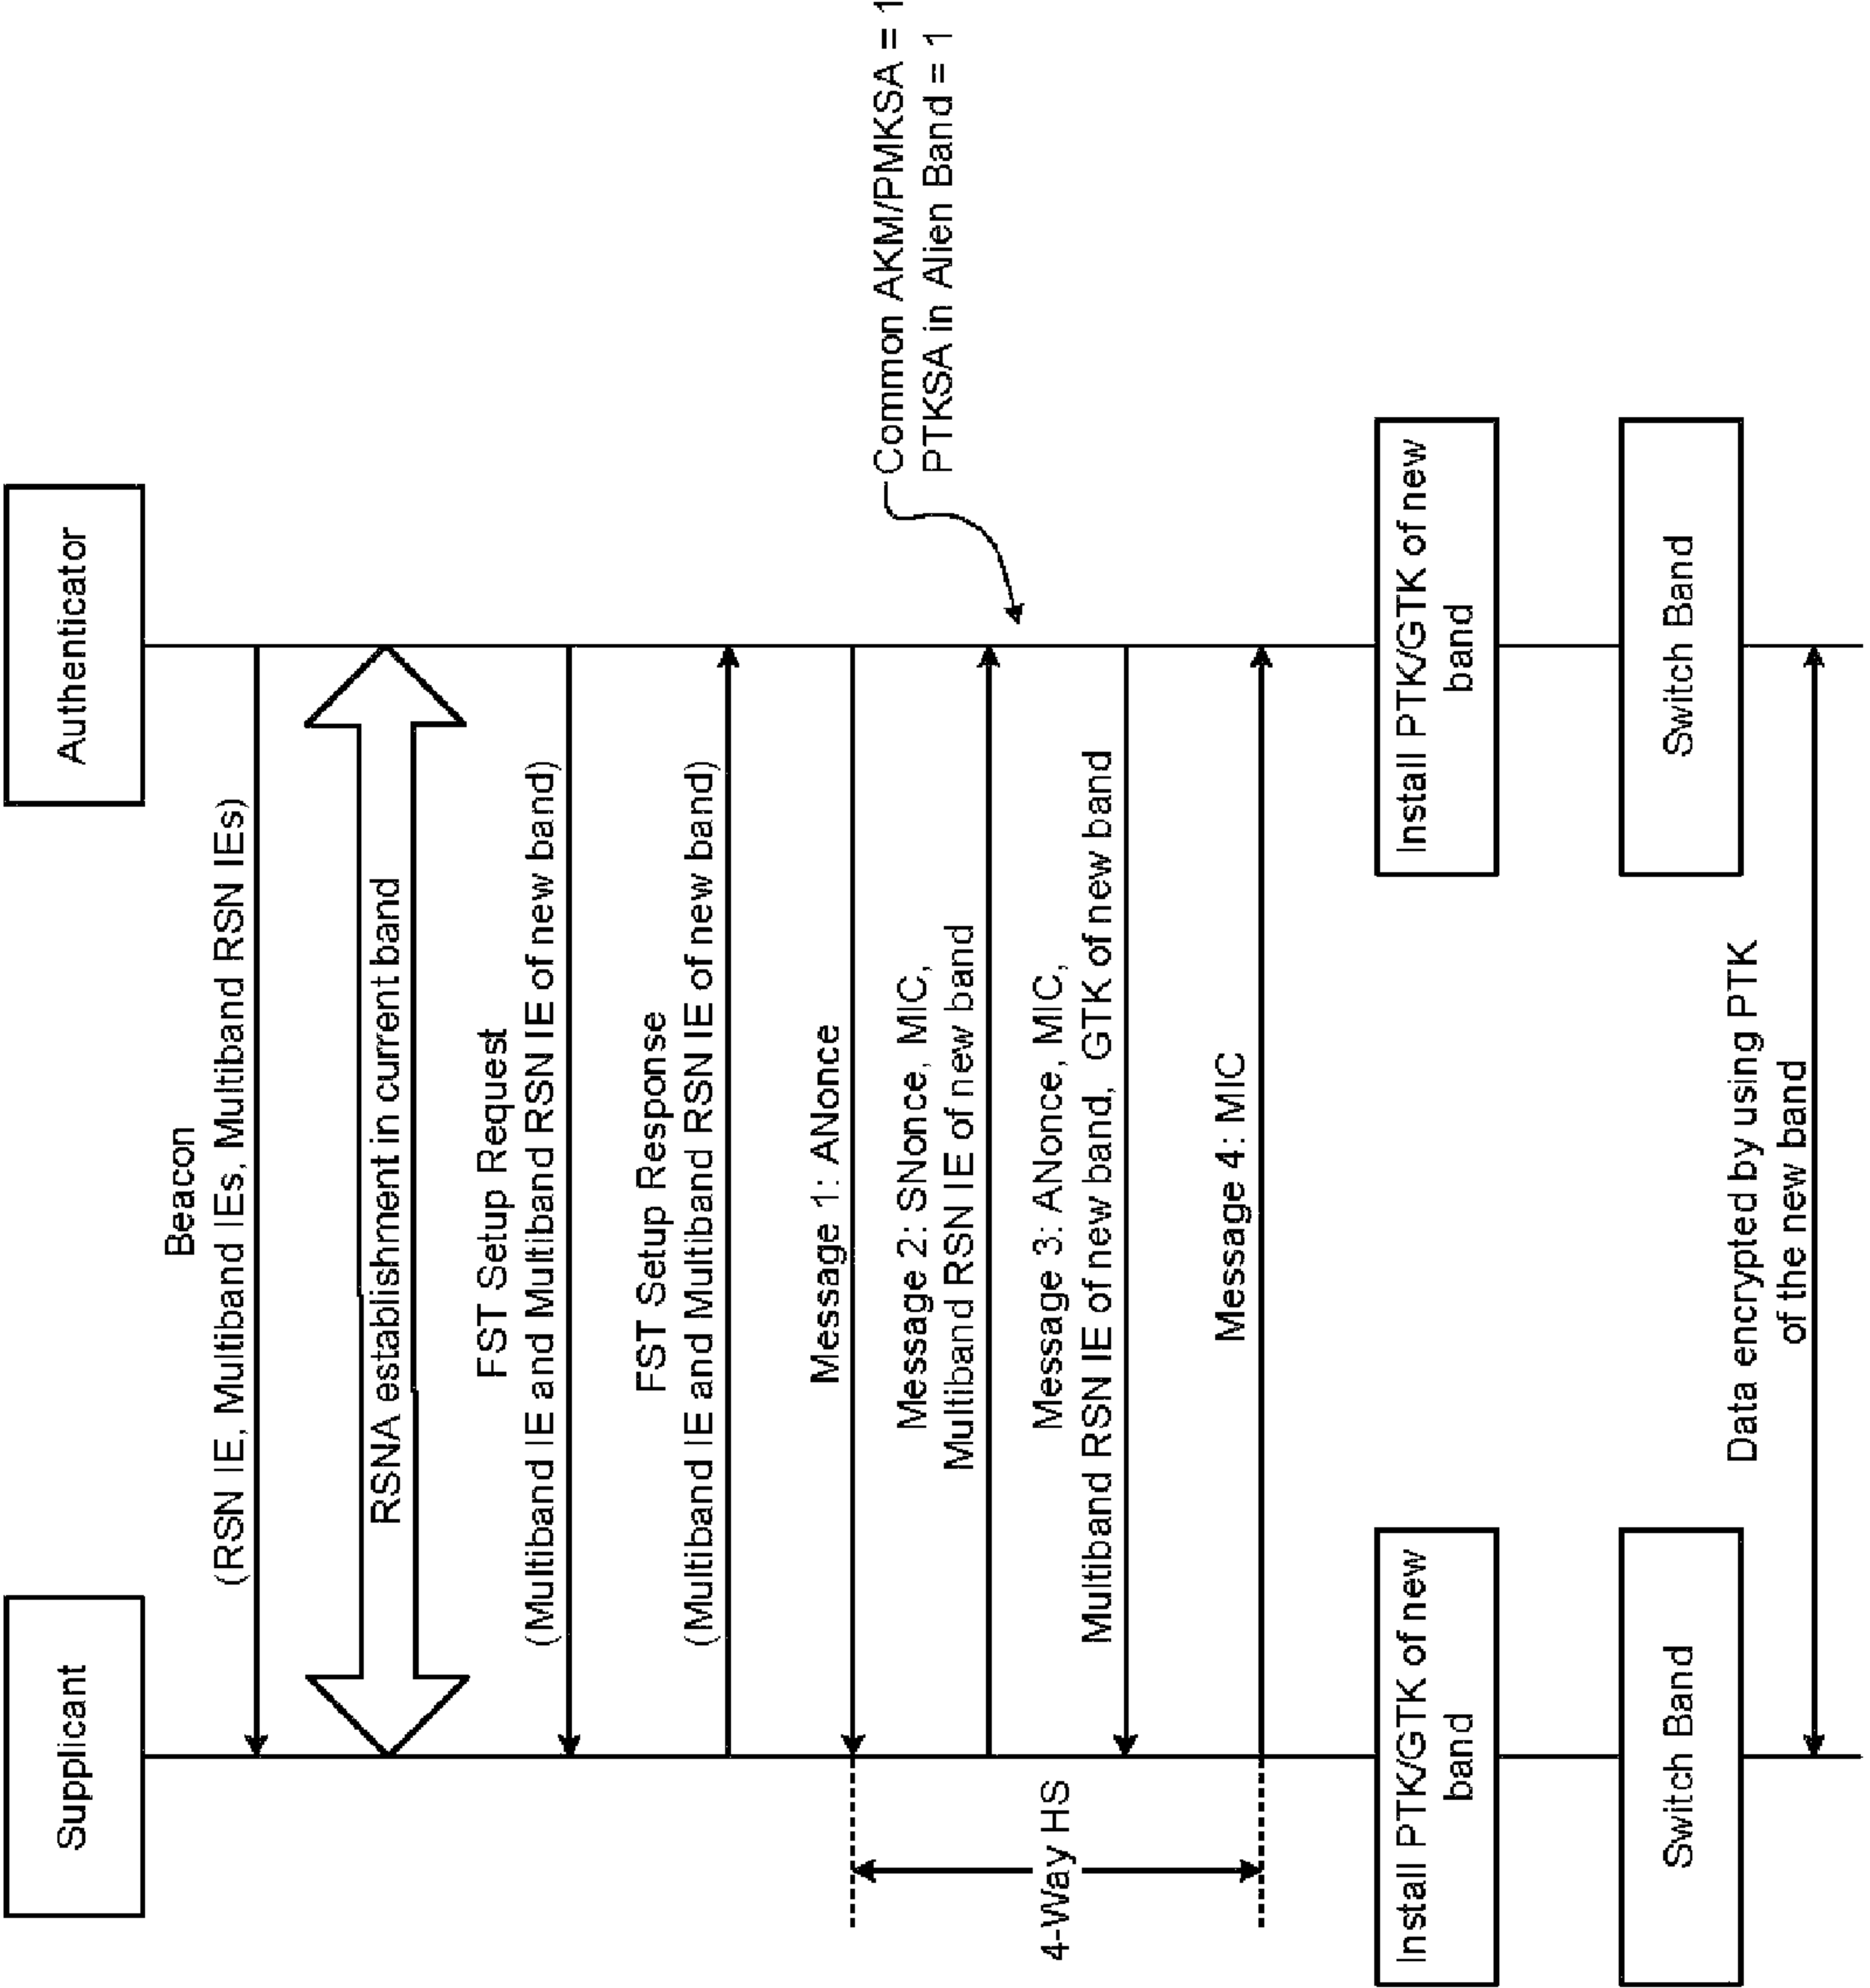 Supplicant
Authenticator
Beacon
(RSN IE, Multiband IEs, Multiband RSN IEs)
RSNA establishment in current band
FST Setup Request
(Multiband IE and Multiband RSN IE of new band)
FST Setup Response
(Multiband IE and Multiband RSN IE of new band)
Message 1: ANonce
Message 2: SNonce, MIC,
Multiband RSN IE of new band
Common AKM/PMKSA = 1
PTKSA in Alien Band = 1
4-Way HS
Message 3: ANonce, MIC,
Multiband RSN IE of new band, GTK of new band
Message 4: MIC
Install PTK/GTK of new
band
Install PTK/GTK of new
band
Switch Band
Switch Band
Data encrypted by using PTK
of the new band